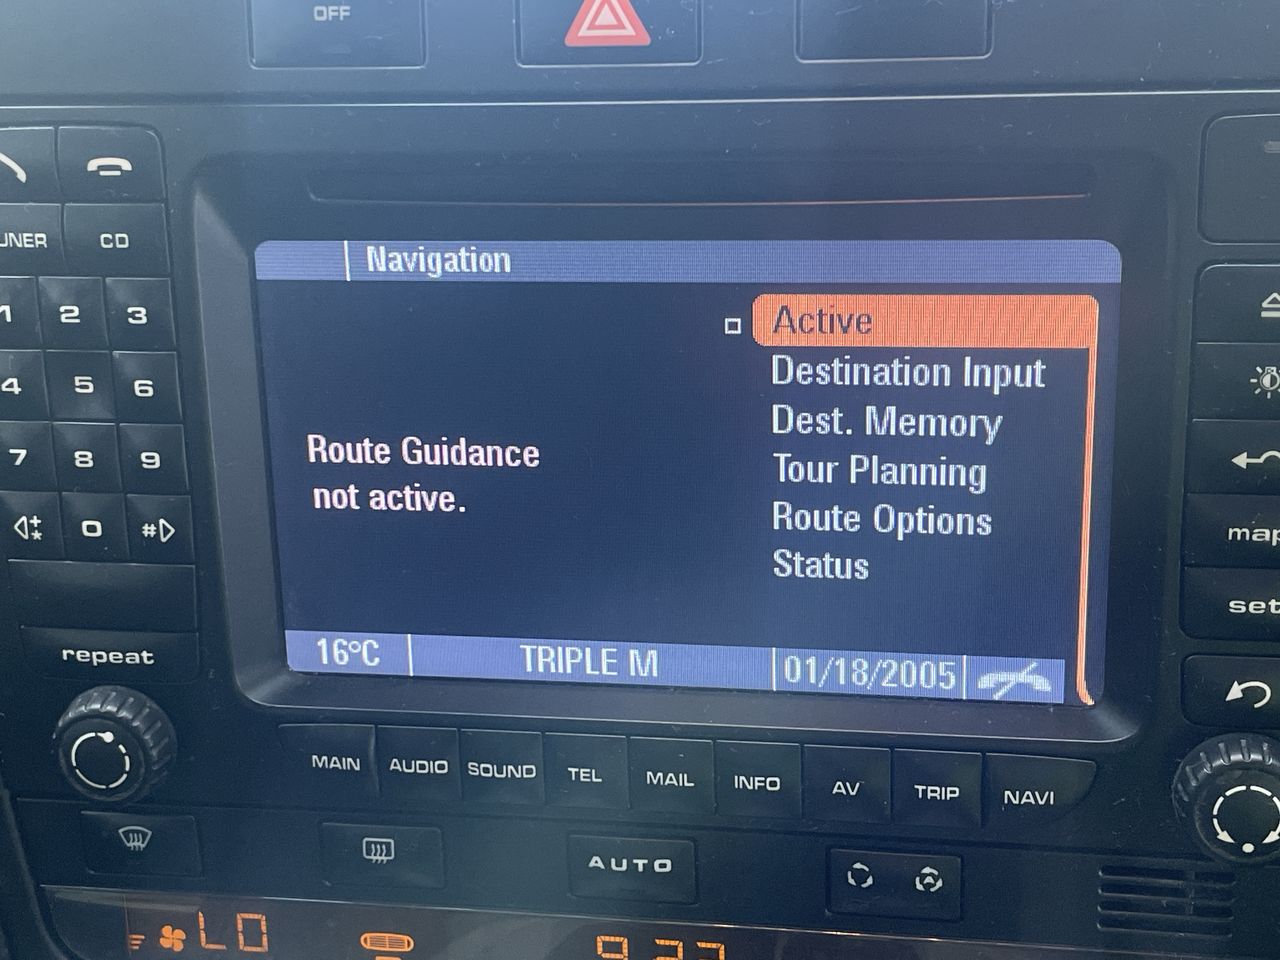 OFF
UNER
CD
1
2
3
4
5
6
7
8
9
*
0
#
repeat
Navigation
Active
Destination Input
Dest. Memory
Tour Planning
Route Options
Status
Route Guidance
not active.
16°C
TRIPLE M
01/18/2005
map
set
MAIN
AUDIO
SOUND
TEL
MAIL
INFO
AV
TRIP
NAVI
AUTO
A
LO